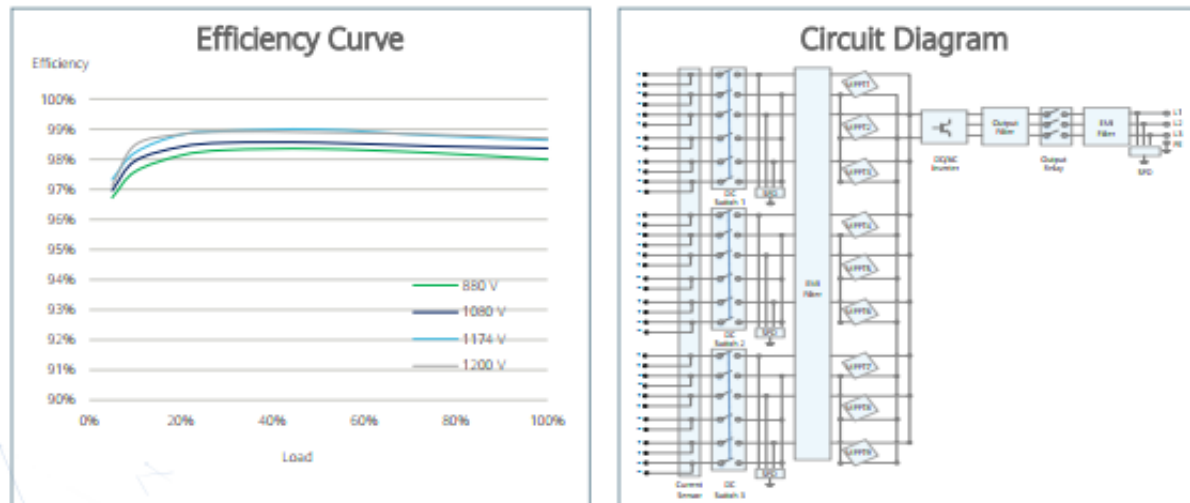 Efficiency Curve
Efficiency
100%
99%
98%
97%
96%
95%
94%
93%
92%
91%
90%
880 V
1080 V
1174 V
1200 V
0%
20%
40%
60%
80%
100%
Load
Circuit Diagram
MPPT1
MPPT2
MPPT3
MPPT4
MPPT5
MPPT6
MPPT7
MPPT8
MPPT9
EMI
Filter
DC
Switch 1
SPD
DC
Switch 2
SPD
DC
Switch 3
SPD
Current
Sensor
DC/AC
Inverter
Output
Filter
Output
Relay
EMI
Filter
L1
L2
L3
PE
SPD